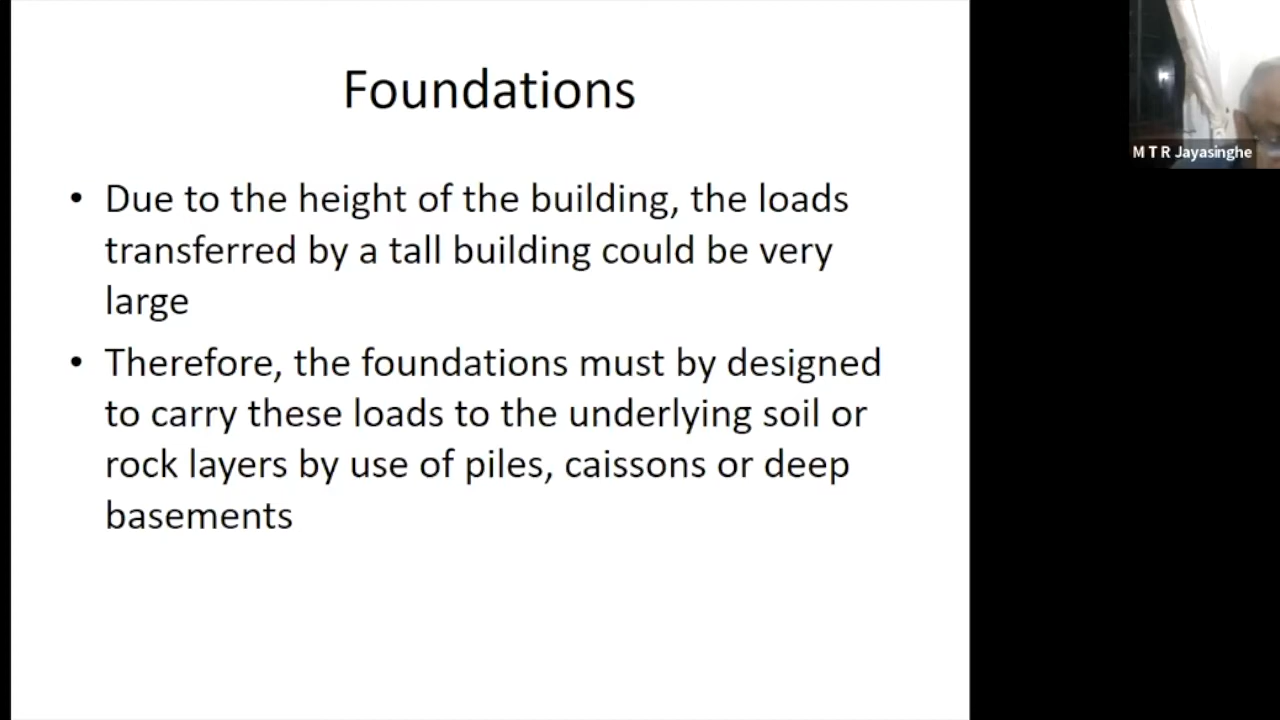 Foundations
• Due to the height of the building, the loads
transferred by a tall building could be very
large
• Therefore, the foundations must by designed
to carry these loads to the underlying soil or
rock layers by use of piles, caissons or deep
basements
M T R Jayasinghe